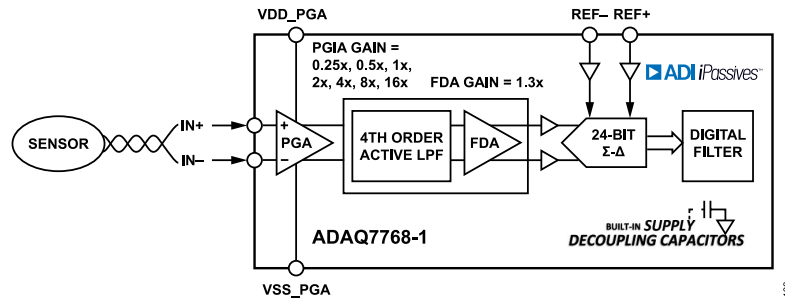 VDD_PGA
REF– REF+
PGIA GAIN =
0.25x, 0.5x, 1x,
2x, 4x, 8x, 16x
FDA GAIN = 1.3x
ADI iPassives™
SENSOR
IN+
IN–
+
–
PGA
4TH ORDER
ACTIVE LPF
FDA
24-BIT
Σ-Δ
DIGITAL
FILTER
ADAQ7768-1
BUILT-IN SUPPLY
DECOUPLING CAPACITORS
VSS_PGA